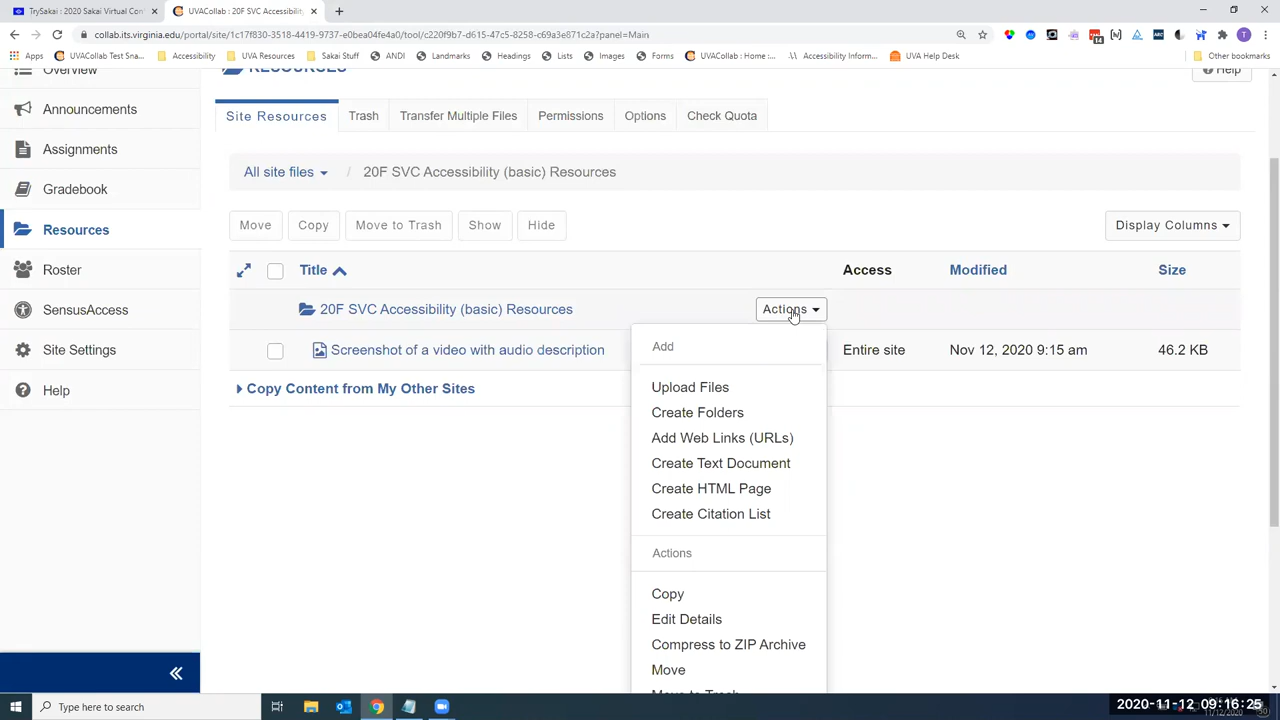 TrySakai : 2020 Sakai Virtual Con
UVACollab : 20F SVC Accessibility
collab.its.virginia.edu/portal/site/1c17f830-3518-4419-9737-e0bea04fe4a0/tool/c220f9b7-d615-47c5-8258-c69a3e871c2a?panel=Main
Apps
UVACollab Test Sna...
Accessibility
UVA Resources
Sakai Stuff
ANDI
Landmarks
Headings
Lists
Images
Forms
UVACollab : Home :...
Accessibility Inform...
UVA Help Desk
Other bookmarks
Overview
RESOURCES
Help
Announcements
Assignments
Gradebook
Resources
Roster
SensusAccess
Site Settings
Help
Site Resources
Trash
Transfer Multiple Files
Permissions
Options
Check Quota
All site files / 20F SVC Accessibility (basic) Resources
Move
Copy
Move to Trash
Show
Hide
Display Columns
Title
Access
Modified
Size
20F SVC Accessibility (basic) Resources
Actions
Screenshot of a video with audio description
Entire site
Nov 12, 2020 9:15 am
46.2 KB
Copy Content from My Other Sites
Add
Upload Files
Create Folders
Add Web Links (URLs)
Create Text Document
Create HTML Page
Create Citation List
Actions
Copy
Edit Details
Compress to ZIP Archive
Move
Move to Trash
Type here to search
2020-11-12 09:16:25